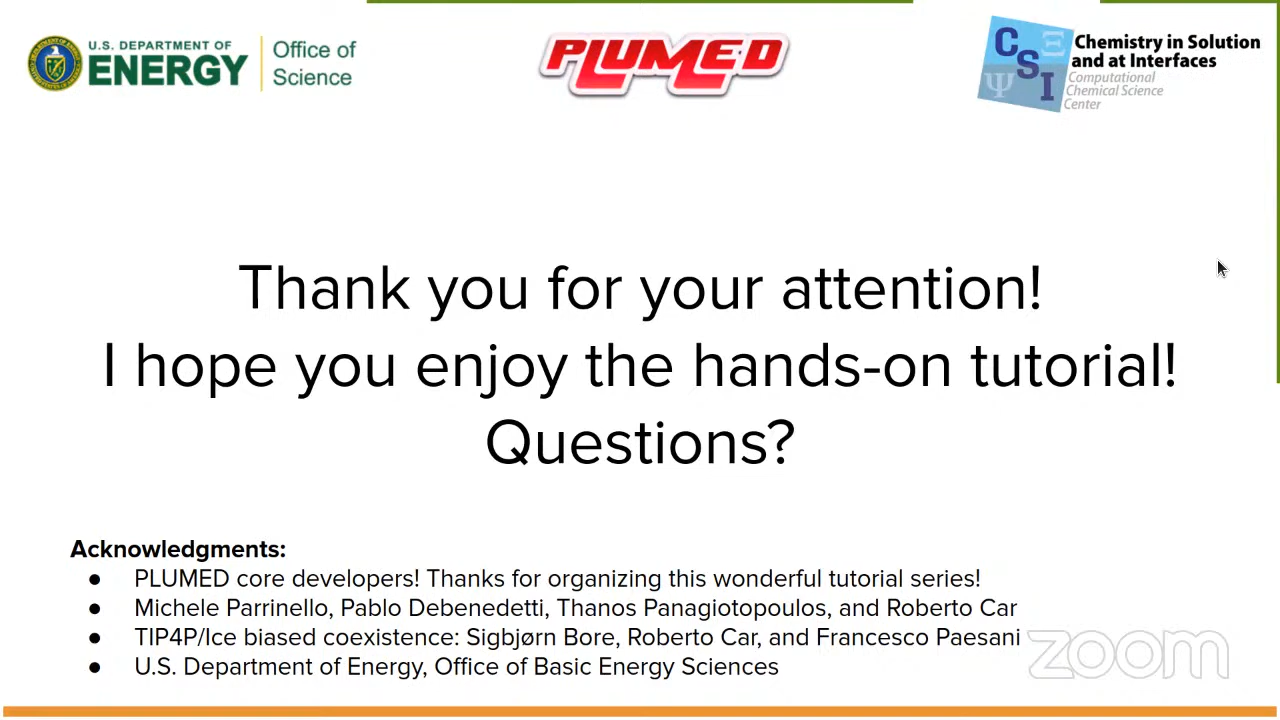 U.S. DEPARTMENT OF
ENERGY
Office of
Science
PLUMED
CSI
Ξ
Ψ
Chemistry in Solution
and at Interfaces
Computational
Chemical Science
Center
Thank you for your attention!
I hope you enjoy the hands-on tutorial!
Questions?
Acknowledgments:
● PLUMED core developers! Thanks for organizing this wonderful tutorial series!
● Michele Parrinello, Pablo Debenedetti, Thanos Panagiotopoulos, and Roberto Car
● TIP4P/Ice biased coexistence: Sigbjørn Bore, Roberto Car, and Francesco Paesani
● U.S. Department of Energy, Office of Basic Energy Sciences
zoom